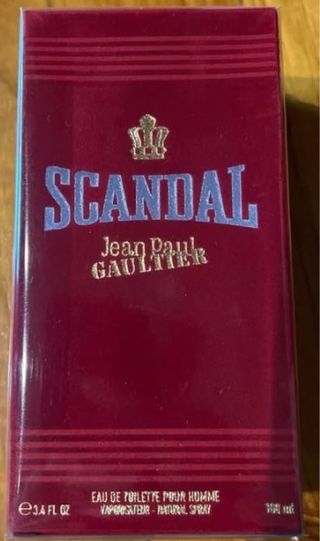 SCANDAL
Jean Paul
GAULTIER
EAU DE TOILETTE POUR HOMME
℮ 3.4 FL OZ VAPORISATEUR - NATURAL SPRAY 100 ml